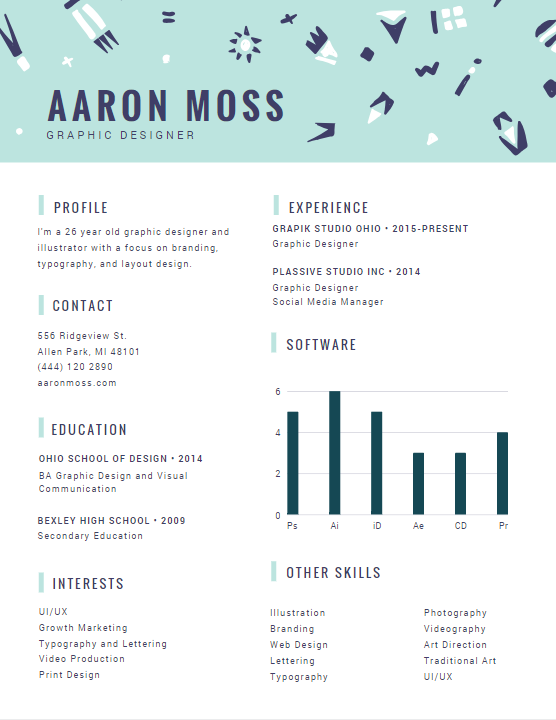 AARON MOSS
GRAPHIC DESIGNER
PROFILE
I'm a 26 year old graphic designer and
illustrator with a focus on branding,
typography, and layout design.
CONTACT
556 Ridgeview St.
Allen Park, MI 48101
(444) 120 2890
aaronmoss.com
EDUCATION
OHIO SCHOOL OF DESIGN • 2014
BA Graphic Design and Visual
Communication
BEXLEY HIGH SCHOOL • 2009
Secondary Education
INTERESTS
UI/UX
Growth Marketing
Typography and Lettering
Video Production
Print Design
EXPERIENCE
GRAPIK STUDIO OHIO • 2015-PRESENT
Graphic Designer
PLASSIVE STUDIO INC • 2014
Graphic Designer
Social Media Manager
SOFTWARE
6
4
2
0
Ps Ai iD Ae CD Pr
OTHER SKILLS
Illustration
Branding
Web Design
Lettering
Typography
Photography
Videography
Art Direction
Traditional Art
UI/UX